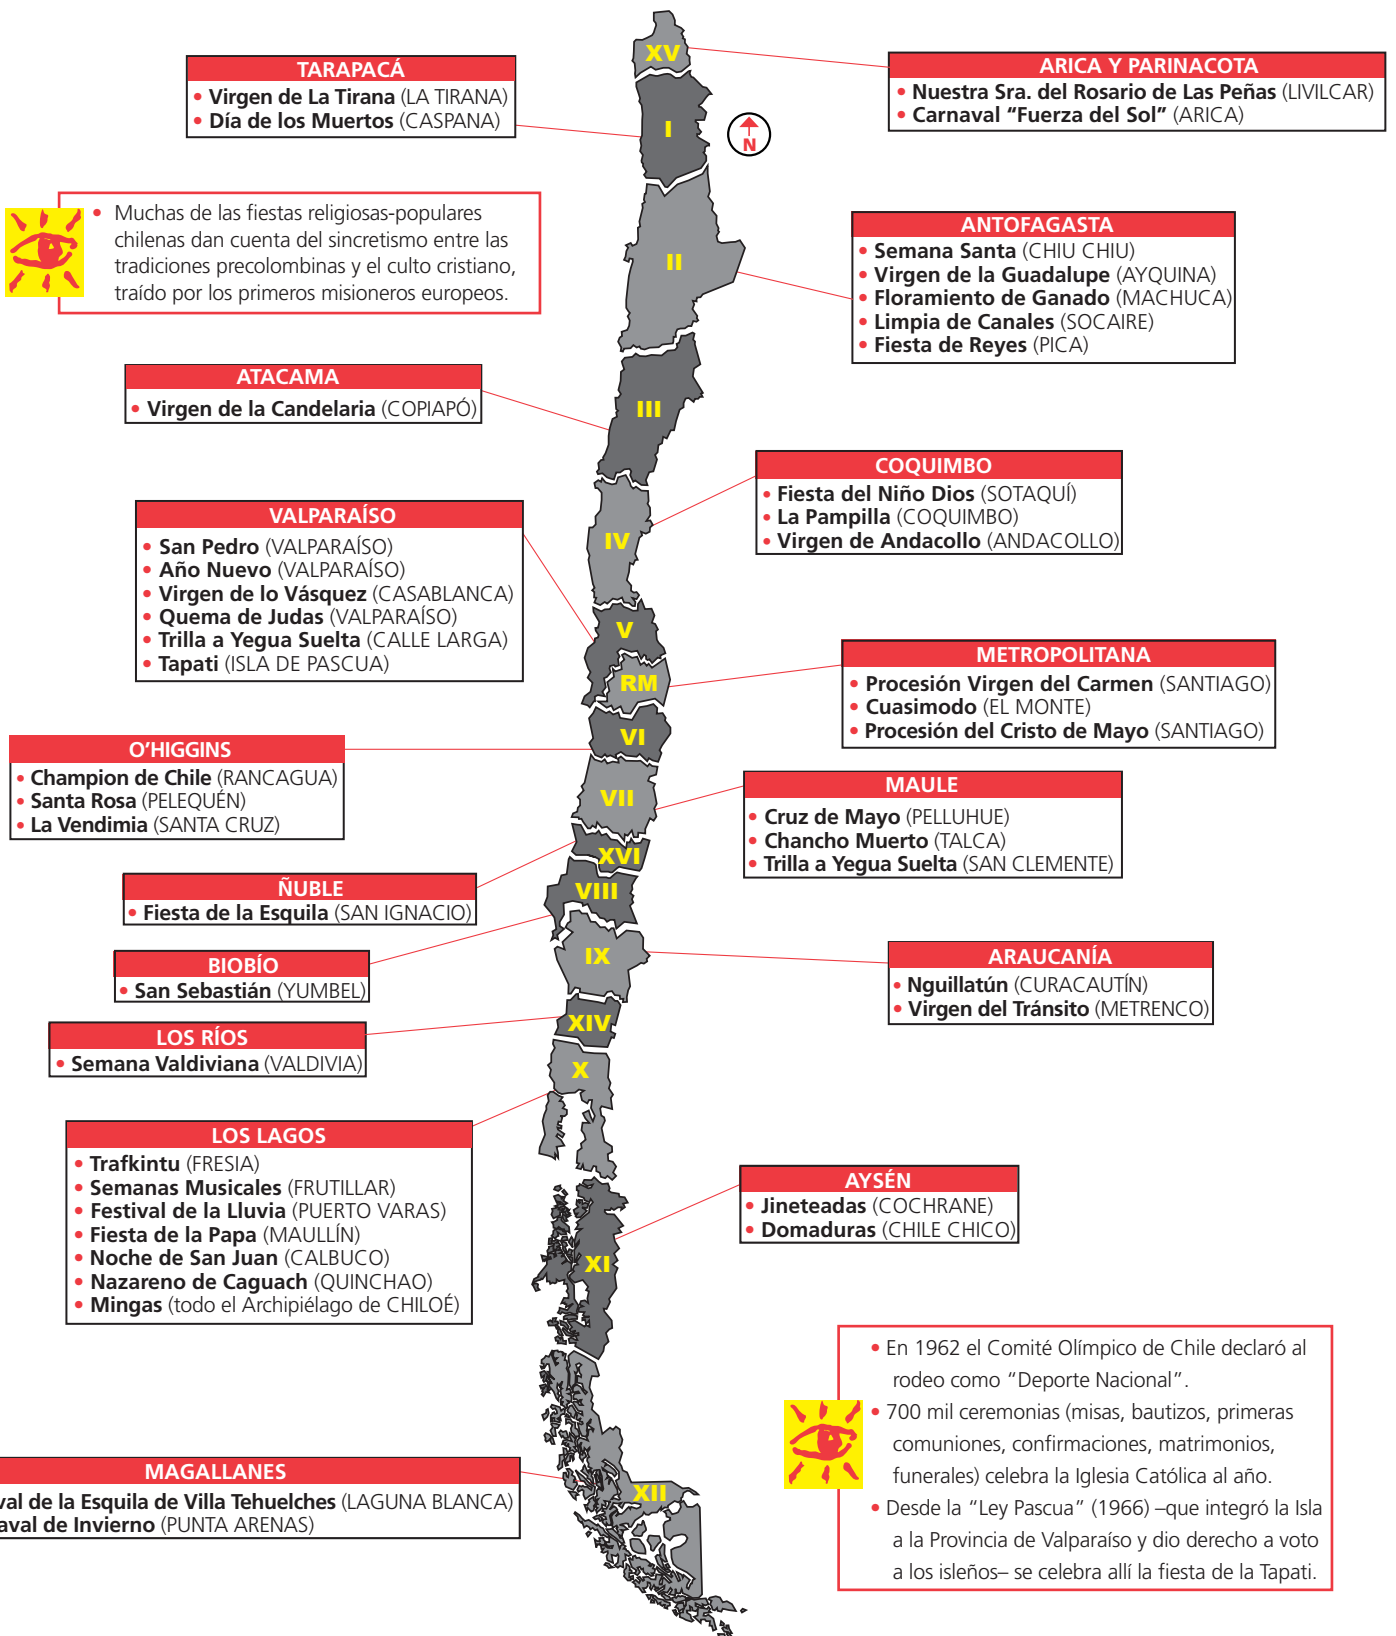 XV
TARAPACÁ
• Virgen de La Tirana (LA TIRANA)
• Día de los Muertos (CASPANA)
ARICA Y PARINACOTA
• Nuestra Sra. del Rosario de Las Peñas (LIVILCAR)
• Carnaval “Fuerza del Sol” (ARICA)
I
N
• Muchas de las fiestas religiosas-populares
chilenas dan cuenta del sincretismo entre las
tradiciones precolombinas y el culto cristiano,
traído por los primeros misioneros europeos.
II
ANTOFAGASTA
• Semana Santa (CHIU CHIU)
• Virgen de la Guadalupe (AYQUINA)
• Floramiento de Ganado (MACHUCA)
• Limpia de Canales (SOCAIRE)
• Fiesta de Reyes (PICA)
ATACAMA
• Virgen de la Candelaria (COPIAPÓ)
III
COQUIMBO
• Fiesta del Niño Dios (SOTAQUÍ)
• La Pampilla (COQUIMBO)
• Virgen de Andacollo (ANDACOLLO)
IV
VALPARAÍSO
• San Pedro (VALPARAÍSO)
• Año Nuevo (VALPARAÍSO)
• Virgen de lo Vásquez (CASABLANCA)
• Quema de Judas (VALPARAÍSO)
• Trilla a Yegua Suelta (CALLE LARGA)
• Tapati (ISLA DE PASCUA)
V
RM
METROPOLITANA
• Procesión Virgen del Carmen (SANTIAGO)
• Cuasimodo (EL MONTE)
• Procesión del Cristo de Mayo (SANTIAGO)
VI
O’HIGGINS
• Champion de Chile (RANCAGUA)
• Santa Rosa (PELEQUÉN)
• La Vendimia (SANTA CRUZ)
VII
MAULE
• Cruz de Mayo (PELLUHUE)
• Chancho Muerto (TALCA)
• Trilla a Yegua Suelta (SAN CLEMENTE)
XVI
ÑUBLE
• Fiesta de la Esquila (SAN IGNACIO)
VIII
BIOBÍO
• San Sebastián (YUMBEL)
IX
ARAUCANÍA
• Nguillatún (CURACAUTÍN)
• Virgen del Tránsito (METRENCO)
XIV
LOS RÍOS
• Semana Valdiviana (VALDIVIA)
X
LOS LAGOS
• Trafkintu (FRESIA)
• Semanas Musicales (FRUTILLAR)
• Festival de la Lluvia (PUERTO VARAS)
• Fiesta de la Papa (MAULLÍN)
• Noche de San Juan (CALBUCO)
• Nazareno de Caguach (QUINCHAO)
• Mingas (todo el Archipiélago de CHILOÉ)
AYSÉN
• Jineteadas (COCHRANE)
• Domaduras (CHILE CHICO)
XI
• En 1962 el Comité Olímpico de Chile declaró al
rodeo como “Deporte Nacional”.
• 700 mil ceremonias (misas, bautizos, primeras
comuniones, confirmaciones, matrimonios,
funerales) celebra la Iglesia Católica al año.
• Desde la “Ley Pascua” (1966) –que integró la Isla
a la Provincia de Valparaíso y dio derecho a voto
a los isleños– se celebra allí la fiesta de la Tapati.
MAGALLANES
de la Esquila de Villa Tehuelches (LAGUNA BLANCA)
de Invierno (PUNTA ARENAS)
XII